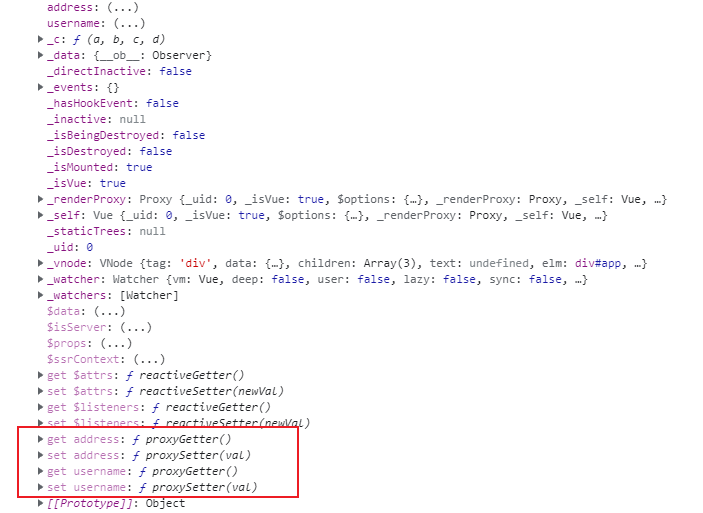 address: (...)
username: (...)
_c: ƒ (a, b, c, d)
_data: {__ob__: Observer}
_directInactive: false
_events: {}
_hasHookEvent: false
_inactive: null
_isBeingDestroyed: false
_isDestroyed: false
_isMounted: true
_isVue: true
_renderProxy: Proxy {_uid: 0, _isVue: true, $options: {…}, _renderProxy: Proxy, _self: Vue, …}
_self: Vue {_uid: 0, _isVue: true, $options: {…}, _renderProxy: Proxy, _self: Vue, …}
_staticTrees: null
_uid: 0
_vnode: VNode {tag: 'div', data: {…}, children: Array(3), text: undefined, elm: div#app, …}
_watcher: Watcher {vm: Vue, deep: false, user: false, lazy: false, sync: false, …}
_watchers: [Watcher]
$data: (...)
$isServer: (...)
$props: (...)
$ssrContext: (...)
get $attrs: ƒ reactiveGetter()
set $attrs: ƒ reactiveSetter(newVal)
get $listeners: ƒ reactiveGetter()
set $listeners: ƒ reactiveSetter(newVal)
get address: ƒ proxyGetter()
set address: ƒ proxySetter(val)
get username: ƒ proxyGetter()
set username: ƒ proxySetter(val)
[[Prototype]]: Object